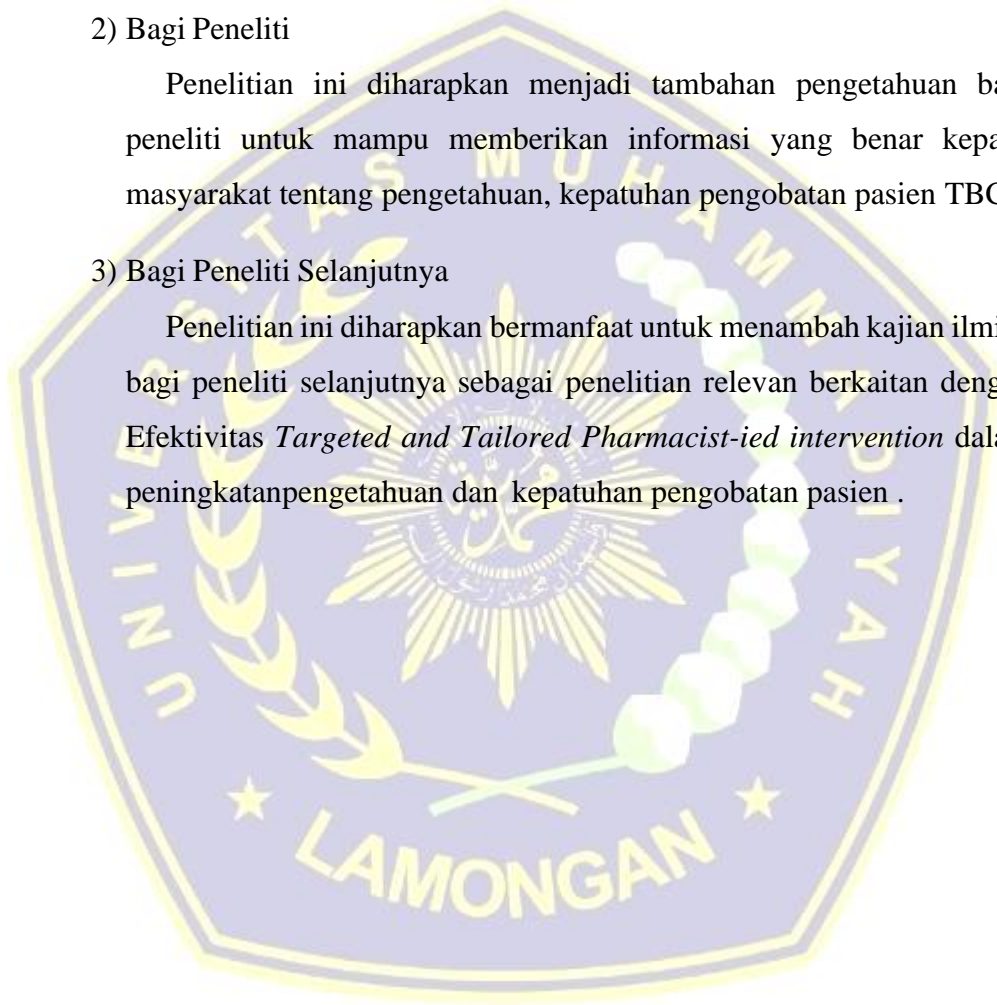 2) Bagi Peneliti
Penelitian ini diharapkan menjadi tambahan pengetahuan ba
peneliti untuk mampu memberikan informasi yang benar kepa
masyarakat tentang pengetahuan, kepatuhan pengobatan pasien TBC
3) Bagi Peneliti Selanjutnya
Penelitian ini diharapkan bermanfaat untuk menambah kajian ilmi
bagi peneliti selanjutnya sebagai penelitian relevan berkaitan deng
Efektivitas Targeted and Tailored Pharmacist-ied intervention dala
peningkatanpengetahuan dan kepatuhan pengobatan pasien .
UNIVERSITAS MUHAMMADIYAH
LAMONGAN